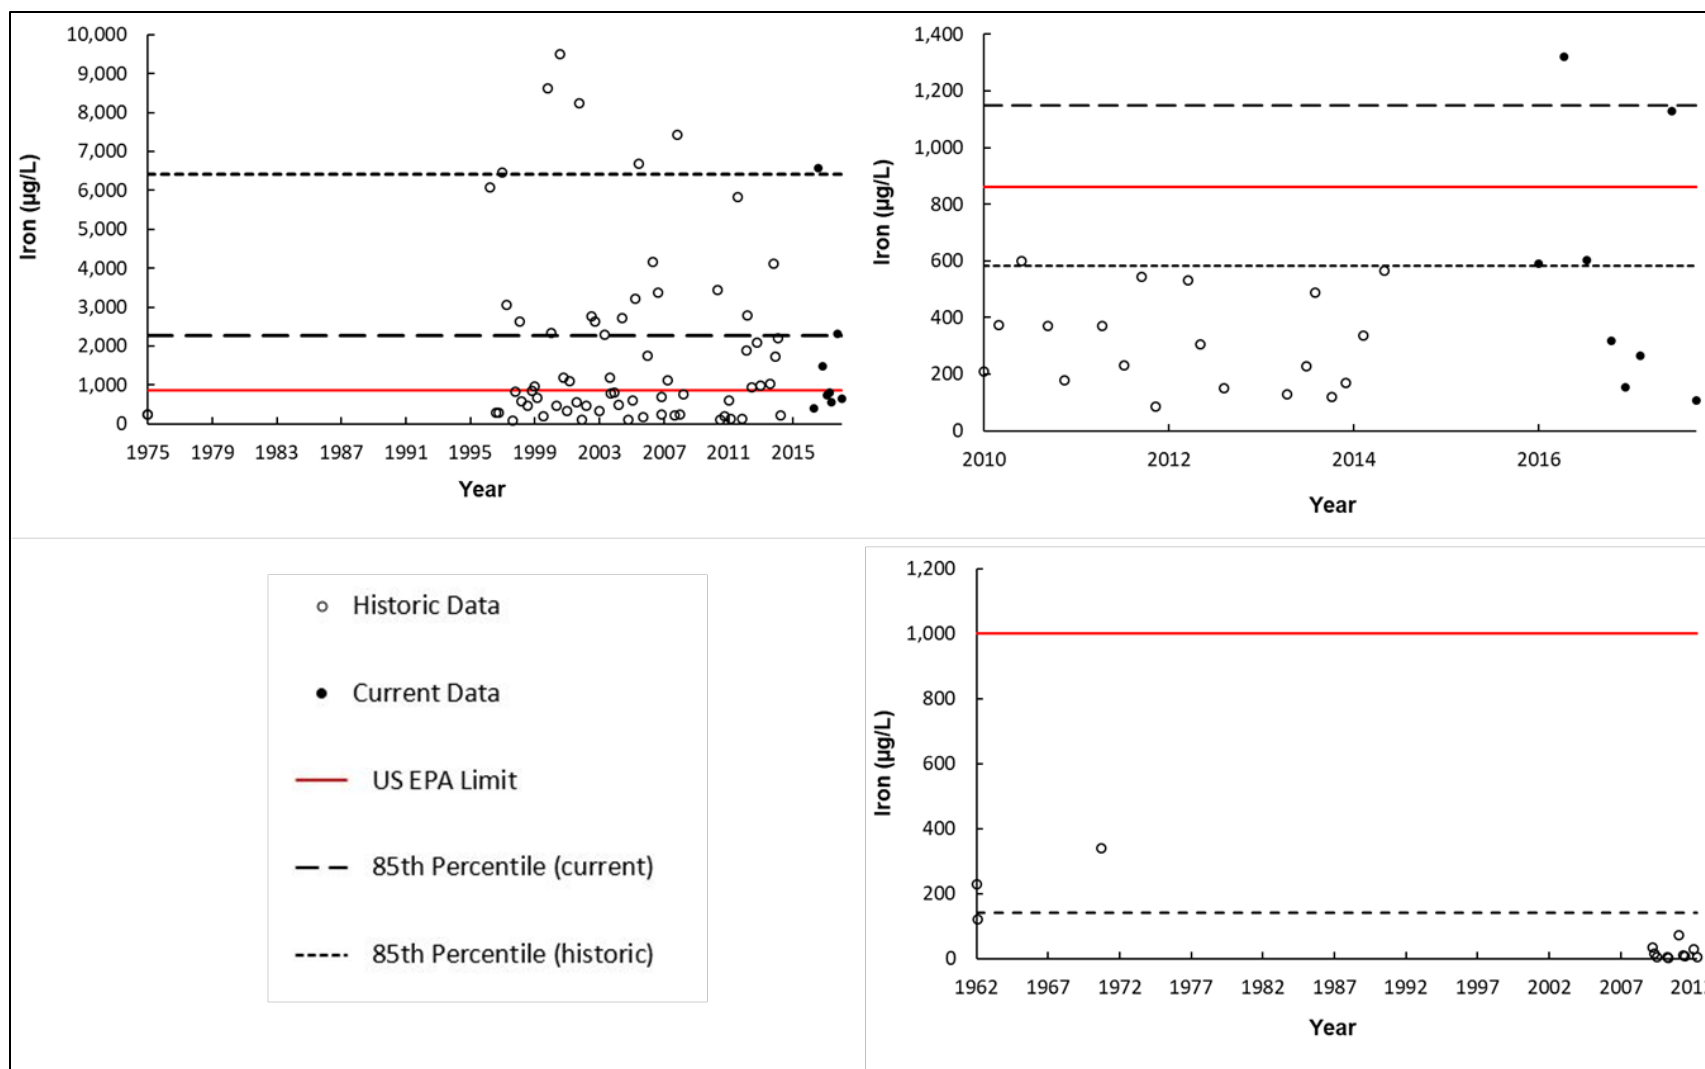 10,000
9,000
8,000
7,000
6,000
5,000
4,000
3,000
2,000
1,000
0
Iron (µg/L)
1975 1979 1983 1987 1991 1995 1999 2003 2007 2011 2015
Year
1,400
1,200
1,000
800
600
400
200
0
Iron (µg/L)
2010 2012 2014 2016
Year
Historic Data
Current Data
US EPA Limit
85th Percentile (current)
85th Percentile (historic)
1,200
1,000
800
600
400
200
0
Iron (µg/L)
1962 1967 1972 1977 1982 1987 1992 1997 2002 2007
Year